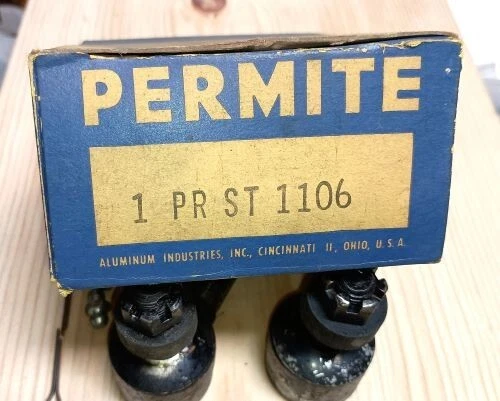 PERMITE
1 PR ST 1106
ALUMINUM INDUSTRIES, INC., CINCINNATI 11, OHIO, U.S.A.